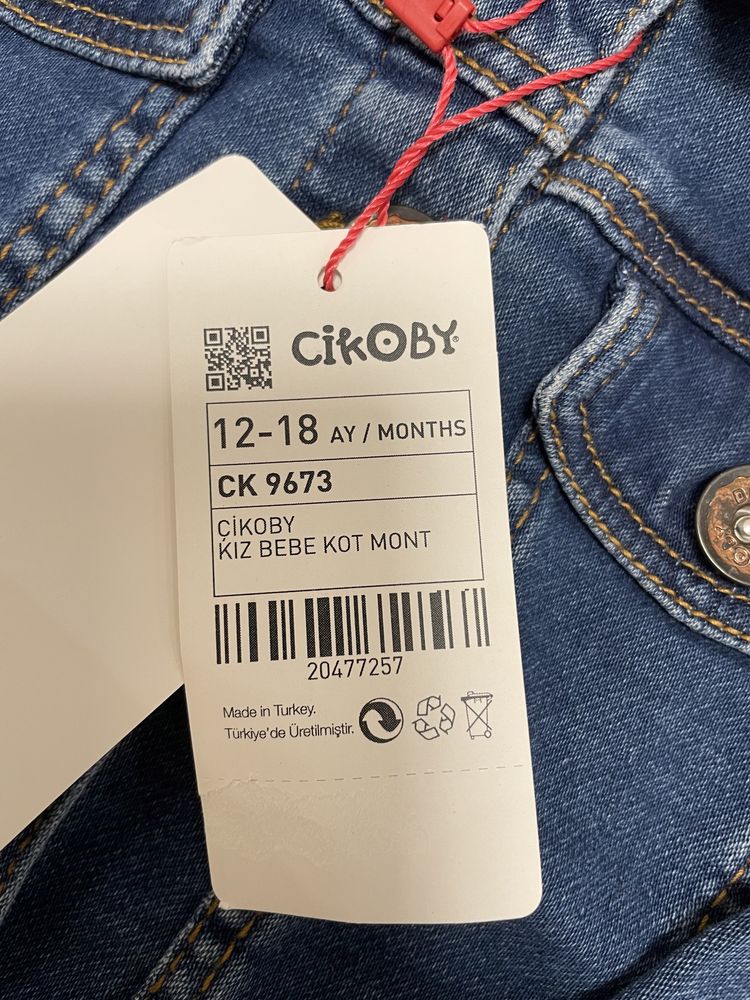 CiKOBY®
12-18 AY / MONTHS
CK 9673
ÇİKOBY
KIZ BEBE KOT MONT
20477257
Made in Turkey.
Türkiye'de Üretilmiştir.